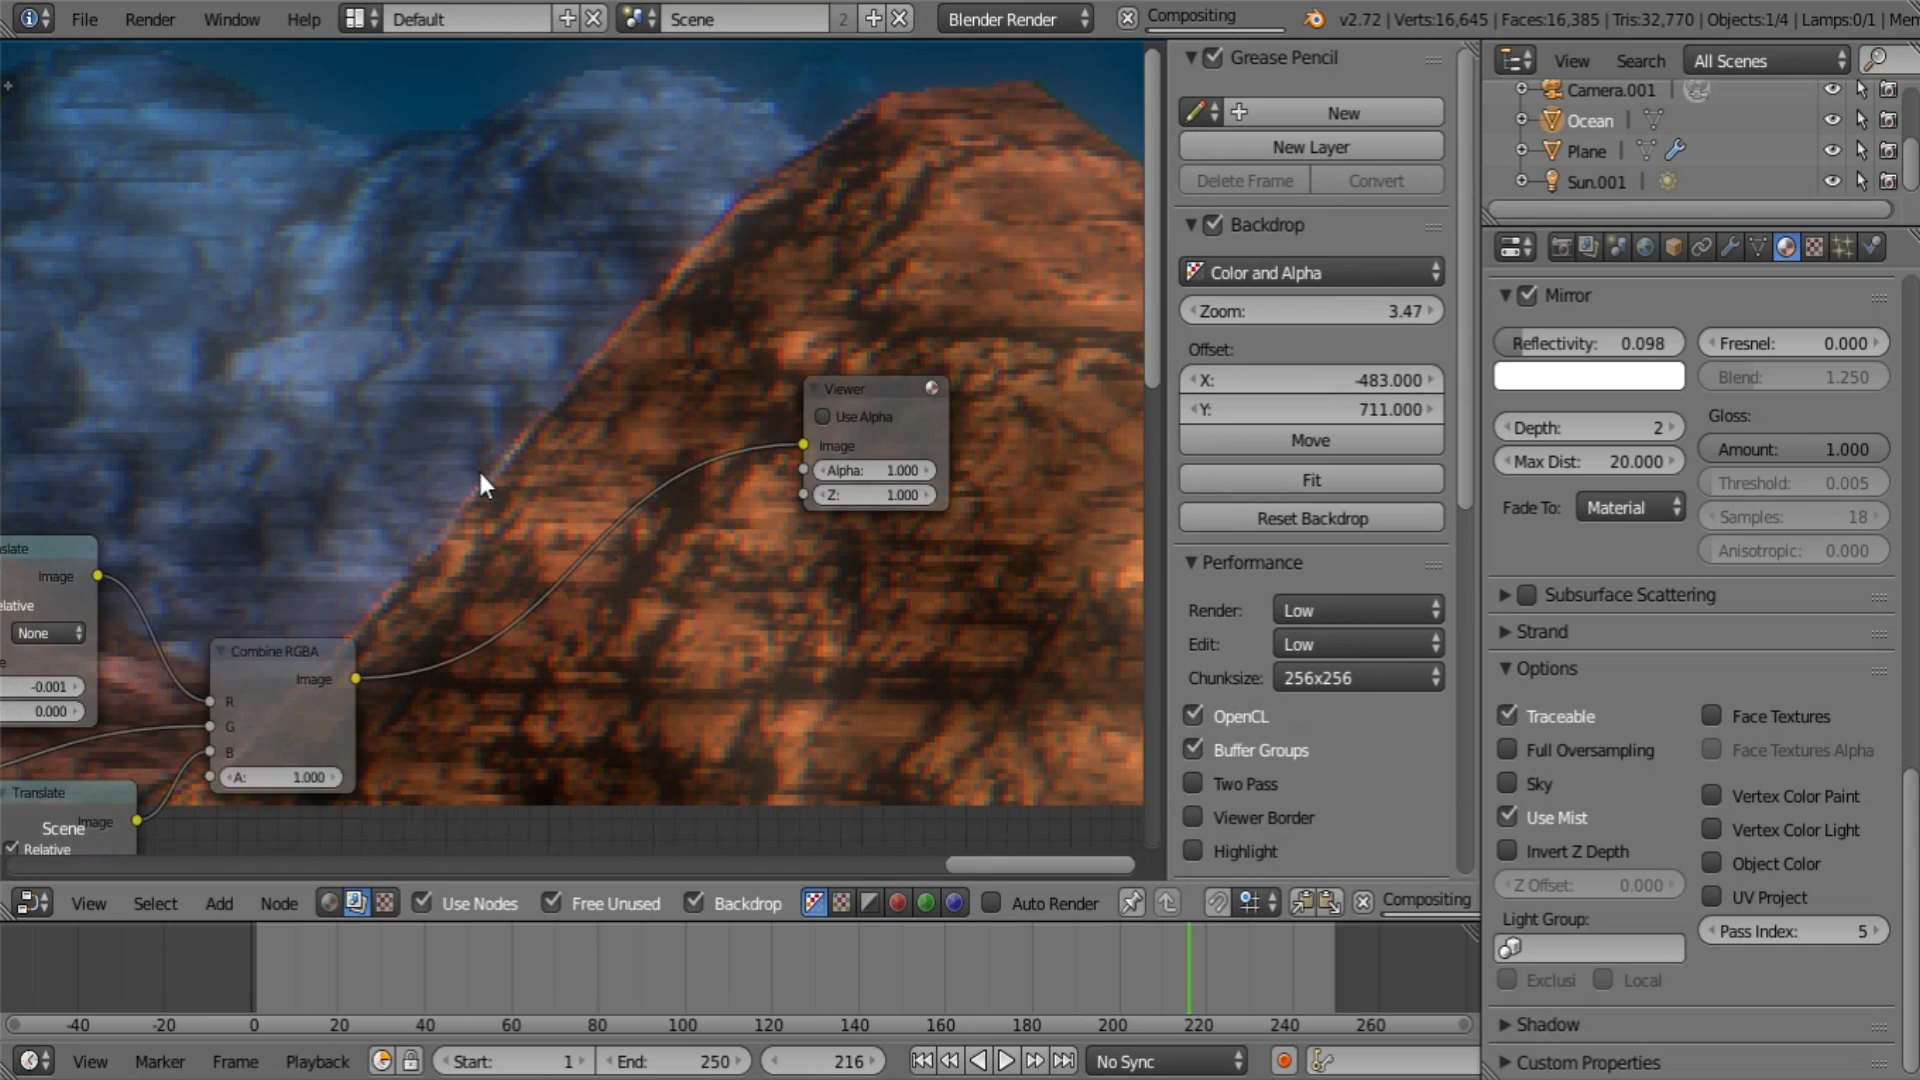 File Render Window Help Default Scene 2 Blender Render Compositing v2.72 | Verts:16,645 | Faces:16,385 | Tris:32,770 | Objects:1/4 | Lamps:0/1 | Mem
View Search All Scenes
Camera.001
Ocean
Plane
Sun.001
Grease Pencil
New
New Layer
Delete Frame Convert
Backdrop
Color and Alpha
Zoom: 3.47
Offset:
X: -483.000
Y: 711.000
Move
Fit
Reset Backdrop
Performance
Render: Low
Edit: Low
Chunksize: 256x256
OpenCL
Buffer Groups
Two Pass
Viewer Border
Highlight
Viewer
Use Alpha
Image
Alpha: 1.000
Z: 1.000
slate
Image
elative
None
e
-0.001
0.000
Combine RGBA
Image
R
G
B
A: 1.000
Translate
Image
Scene
Relative
Mirror
Reflectivity: 0.098 Fresnel: 0.000
Blend: 1.250
Gloss:
Depth: 2 Amount: 1.000
Max Dist: 20.000 Threshold: 0.005
Fade To: Material Samples: 18
Anisotropic: 0.000
Subsurface Scattering
Strand
Options
Traceable Face Textures
Full Oversampling Face Textures Alpha
Sky
Use Mist Vertex Color Paint
Invert Z Depth Vertex Color Light
Z Offset: 0.000 Object Color
UV Project
Light Group: Pass Index: 5
Exclusi Local
Shadow
Custom Properties
View Select Add Node Use Nodes Free Unused Backdrop Auto Render Compositing
-40 -20 0 20 40 60 80 100 120 140 160 180 200 220 240 260
View Marker Frame Playback Start: 1 End: 250 216 No Sync